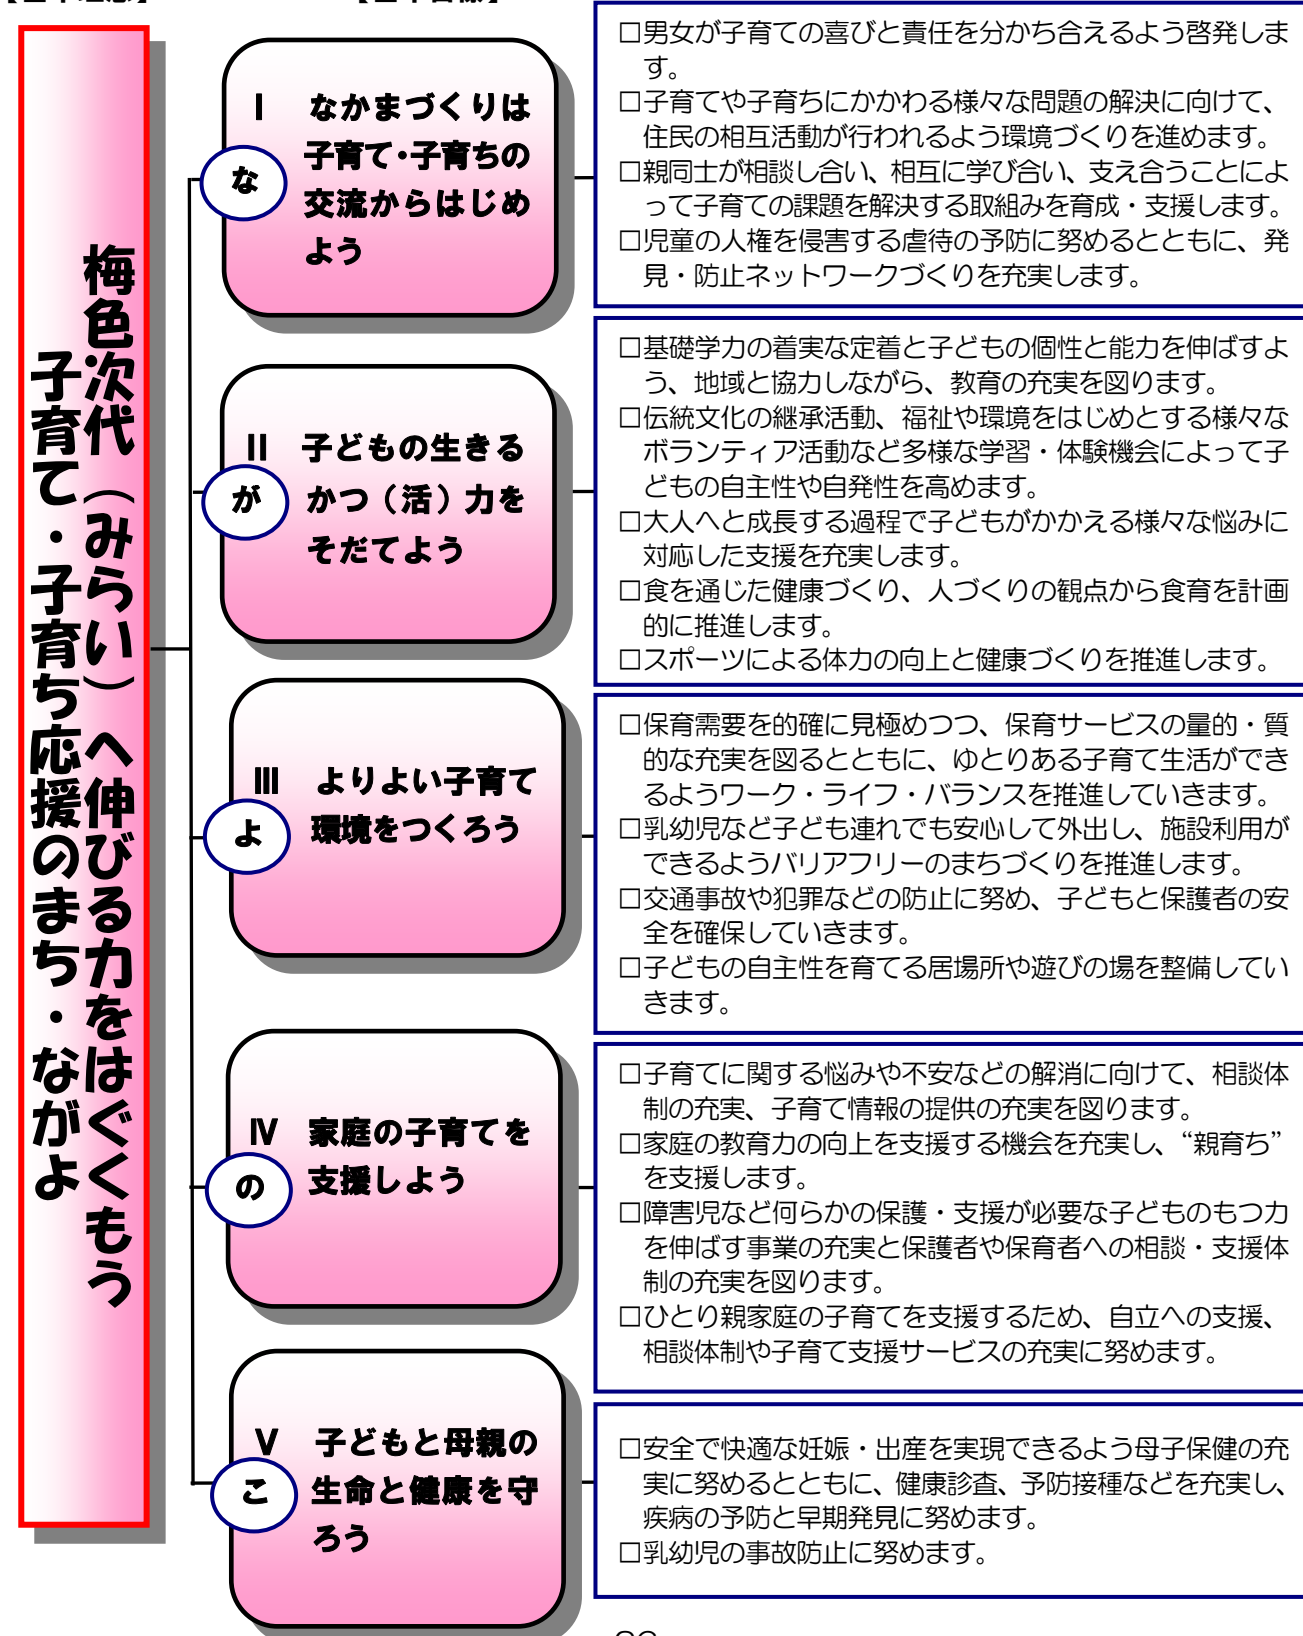 梅色次代（みらい）へ伸びる力をはぐくもう
子育て・子育ち応援のまち・ながよ
Ⅰ　なかまづくりは
子育て・子育ちの
交流からはじめ
よう
な
□男女が子育ての喜びと責任を分かち合えるよう啓発しま
す。
□子育てや子育ちにかかわる様々な問題の解決に向けて、
住民の相互活動が行われるよう環境づくりを進めます。
□親同士が相談し合い、相互に学び合い、支え合うことによ
って子育ての課題を解決する取組みを育成・支援します。
□児童の人権を侵害する虐待の予防に努めるとともに、発
見・防止ネットワークづくりを充実します。
Ⅱ　子どもの生きる
かつ（活）力を
そだてよう
が
□基礎学力の着実な定着と子どもの個性と能力を伸ばすよ
う、地域と協力しながら、教育の充実を図ります。
□伝統文化の継承活動、福祉や環境をはじめとする様々な
ボランティア活動など多様な学習・体験機会によって子
どもの自主性や自発性を高めます。
□大人へと成長する過程で子どもがかかえる様々な悩みに
対応した支援を充実します。
□食を通じた健康づくり、人づくりの観点から食育を計画
的に推進します。
□スポーツによる体力の向上と健康づくりを推進します。
Ⅲ　よりよい子育て
環境をつくろう
よ
□保育需要を的確に見極めつつ、保育サービスの量的・質
的な充実を図るとともに、ゆとりある子育て生活ができ
るようワーク・ライフ・バランスを推進していきます。
□乳幼児など子ども連れでも安心して外出し、施設利用が
できるようバリアフリーのまちづくりを推進します。
□交通事故や犯罪などの防止に努め、子どもと保護者の安
全を確保していきます。
□子どもの自主性を育てる居場所や遊びの場を整備してい
きます。
Ⅳ　家庭の子育てを
支援しよう
の
□子育てに関する悩みや不安などの解消に向けて、相談体
制の充実、子育て情報の提供の充実を図ります。
□家庭の教育力の向上を支援する機会を充実し、“親育ち”
を支援します。
□障害児など何らかの保護・支援が必要な子どものもつ力
を伸ばす事業の充実と保護者や保育者への相談・支援体
制の充実を図ります。
□ひとり親家庭の子育てを支援するため、自立への支援、
相談体制や子育て支援サービスの充実に努めます。
Ⅴ　子どもと母親の
生命と健康を守
ろう
こ
□安全で快適な妊娠・出産を実現できるよう母子保健の充
実に努めるとともに、健康診査、予防接種などを充実し、
疾病の予防と早期発見に努めます。
□乳幼児の事故防止に努めます。